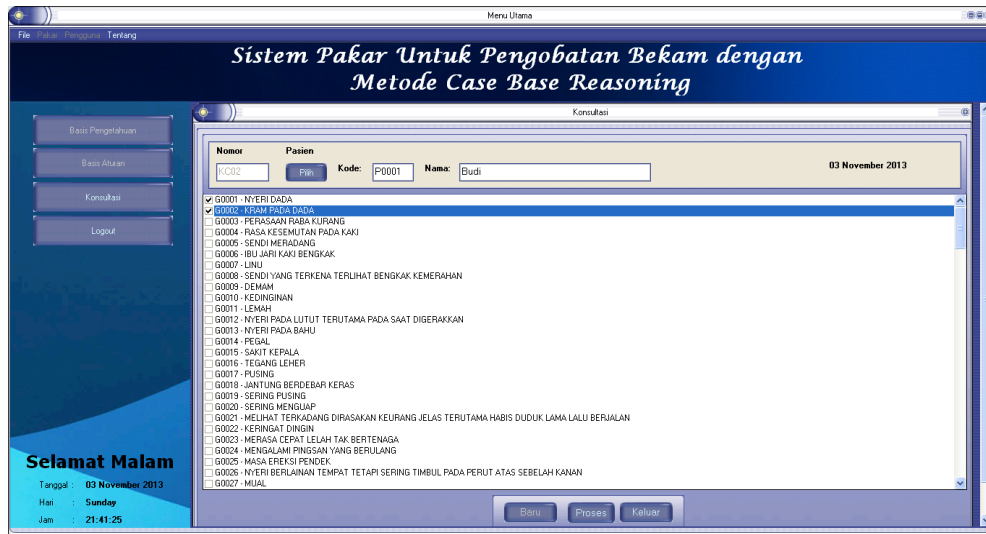 Menu Utama
File Pakar Pengguna Tentang
Sistem Pakar Untuk Pengobatan Bekam dengan
Metode Case Base Reasoning
Basis Pengetahuan
Basis Aturan
Konsultasi
Logout
Konsultasi
Nomor Pasien
KC02 Pilih Kode: P0001 Nama: Budi 03 November 2013
G0001 - NYERI DADA
G0002 - KRAM PADA DADA
G0003 - PERASAAN RABA KURANG
G0004 - RASA KESEMUTAN PADA KAKI
G0005 - SENDI MERADANG
G0006 - IBU JARI KAKI BENGKAK
G0007 - LINU
G0008 - SENDI YANG TERKENA TERLIHAT BENGKAK KEMERAHAN
G0009 - DEMAM
G0010 - KEDINGINAN
G0011 - LEMAH
G0012 - NYERI PADA LUTUT TERUTAMA PADA SAAT DIGERAKKAN
G0013 - NYERI PADA BAHU
G0014 - PEGAL
G0015 - SAKIT KEPALA
G0016 - TEGANG LEHER
G0017 - PUSING
G0018 - JANTUNG BERDEBAR KERAS
G0019 - SERING PUSING
G0020 - SERING MENGUAP
G0021 - MELIHAT TERKADANG DIRASAKAN KEURANG JELAS TERUTAMA HABIS DUDUK LAMA LALU BERJALAN
G0022 - KERINGAT DINGIN
G0023 - MERASA CEPAT LELAH TAK BERTENAGA
G0024 - MENGALAMI PINGSAN YANG BERULANG
G0025 - MASA EREKSI PENDEK
G0026 - NYERI BERLAINAN TEMPAT TETAPI SERING TIMBUL PADA PERUT ATAS SEBELAH KANAN
G0027 - MUAL
Baru Proses Keluar
Selamat Malam
Tanggal : 03 November 2013
Hari : Sunday
Jam : 21:41:25